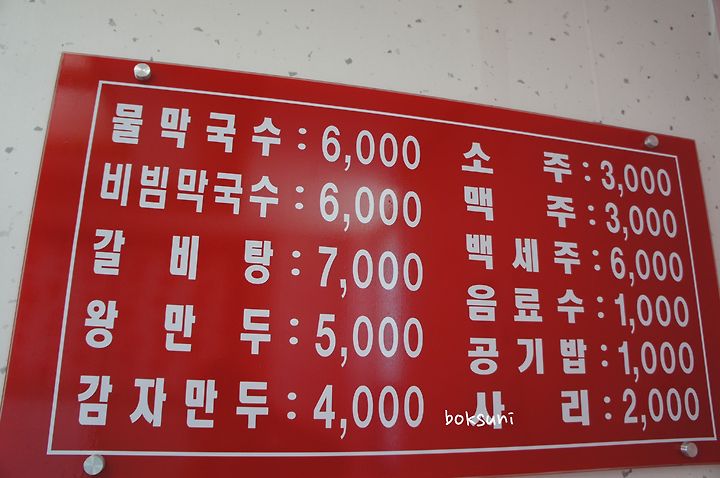 물막국수 : 6,000
비빔막국수 : 6,000
갈비탕 : 7,000
왕만두 : 5,000
감자만두 : 4,000
소주 : 3,000
맥주 : 3,000
백세주 : 6,000
음료수 : 1,000
공기밥 : 1,000
사리 : 2,000
boksuni